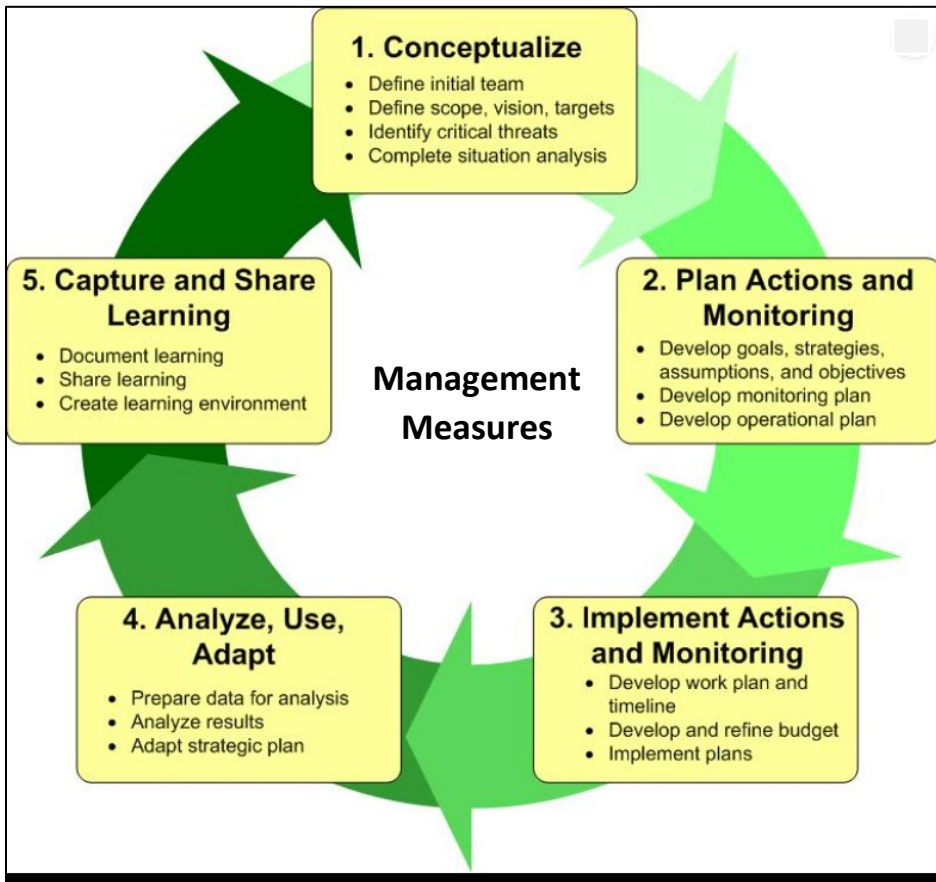 1. Conceptualize
• Define initial team
• Define scope, vision, targets
• Identify critical threats
• Complete situation analysis
2. Plan Actions and
Monitoring
• Develop goals, strategies,
assumptions, and objectives
• Develop monitoring plan
• Develop operational plan
3. Implement Actions
and Monitoring
• Develop work plan and
timeline
• Develop and refine budget
• Implement plans
4. Analyze, Use,
Adapt
• Prepare data for analysis
• Analyze results
• Adapt strategic plan
5. Capture and Share
Learning
• Document learning
• Share learning
• Create learning environment
Management
Measures